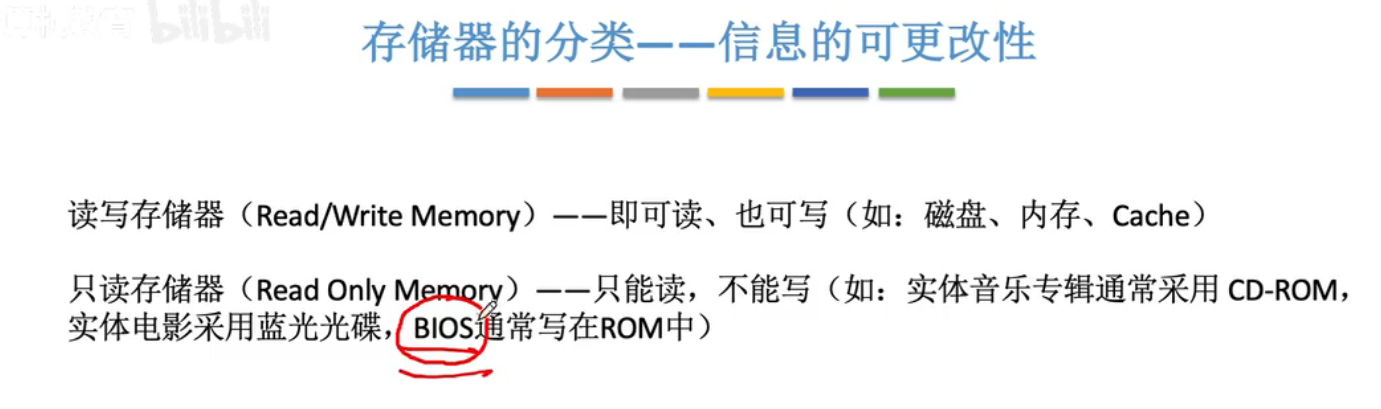 bilibili
存储器的分类——信息的可更改性
读写存储器（Read/Write Memory）——即可读、也可写（如：磁盘、内存、Cache）
只读存储器（Read Only Memory）——只能读，不能写（如：实体音乐专辑通常采用 CD-ROM，
实体电影采用蓝光光碟，BIOS通常写在ROM中）